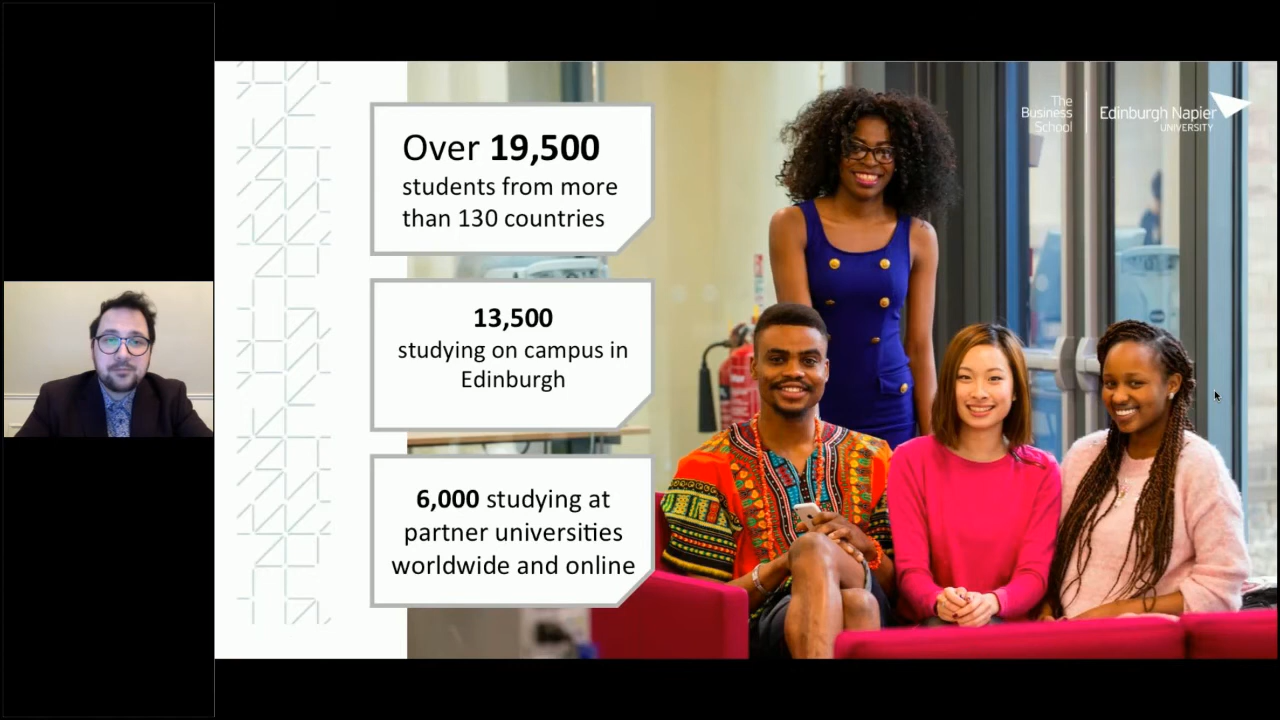 Over 19,500
students from more
than 130 countries
13,500
studying on campus in
Edinburgh
6,000 studying at
partner universities
worldwide and online
The
Business
School
Edinburgh Napier
UNIVERSITY